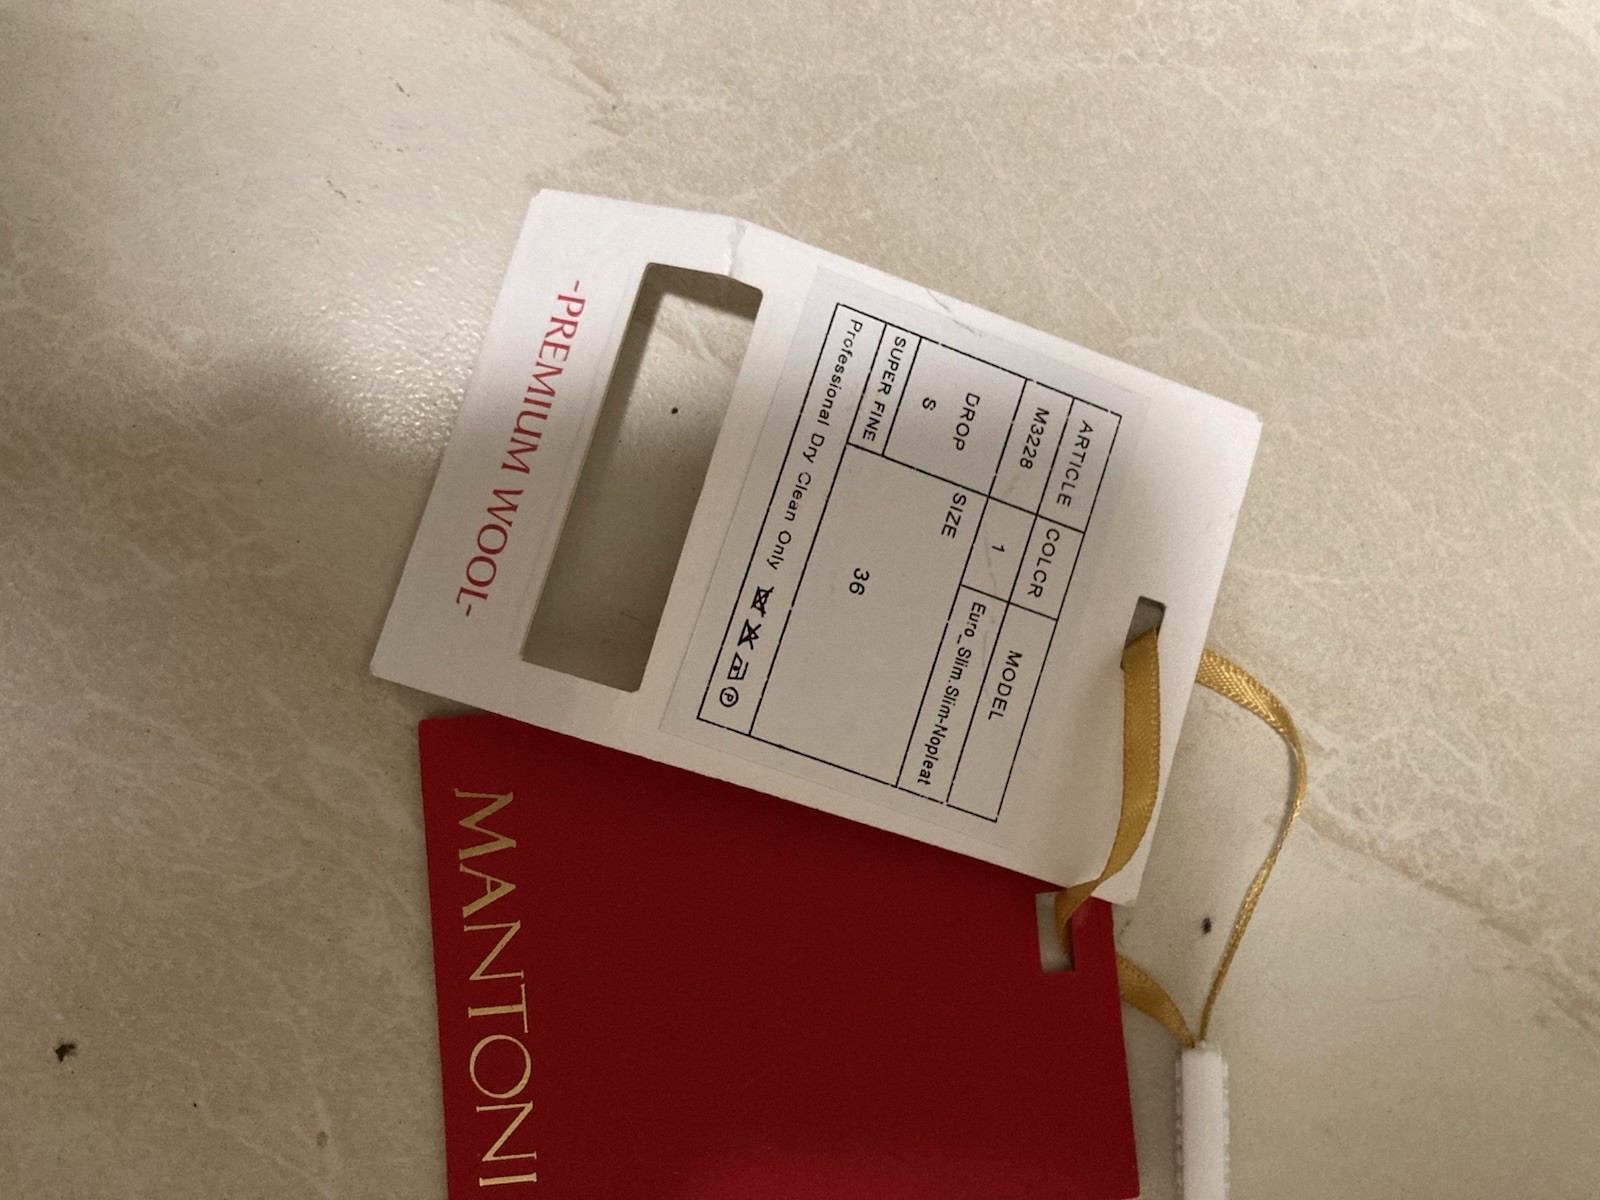 ARTICLE COLOR MODEL
M3228 1 Euro_Slim.Slim-Nopleat
DROP SIZE
S 36
SUPER FINE
Professional Dry Clean Only P
-PREMIUM WOOL-
MANTONI